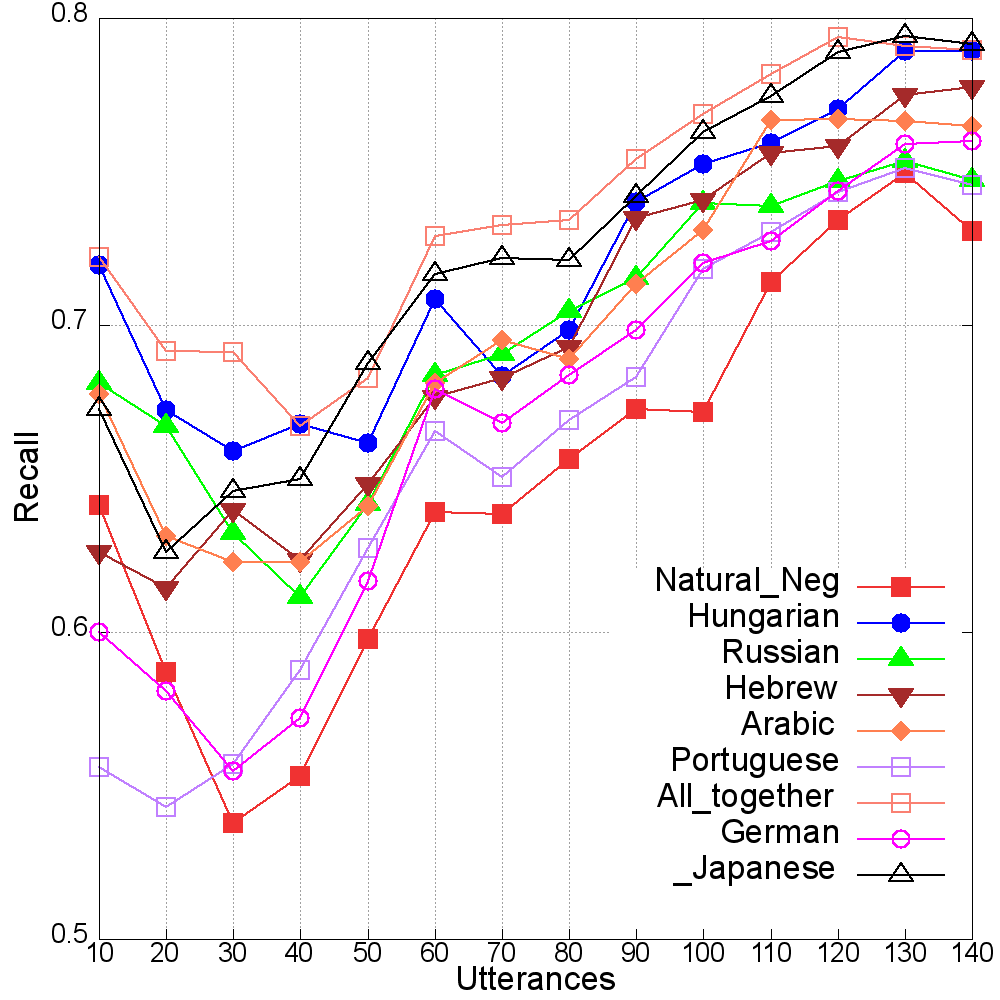 0.8
0.7
0.6
0.5
Recall
Natural_Neg
Hungarian
Russian
Hebrew
Arabic
Portuguese
All_together
German
_Japanese
10 20 30 40 50 60 70 80 90 100 110 120 130 140
Utterances